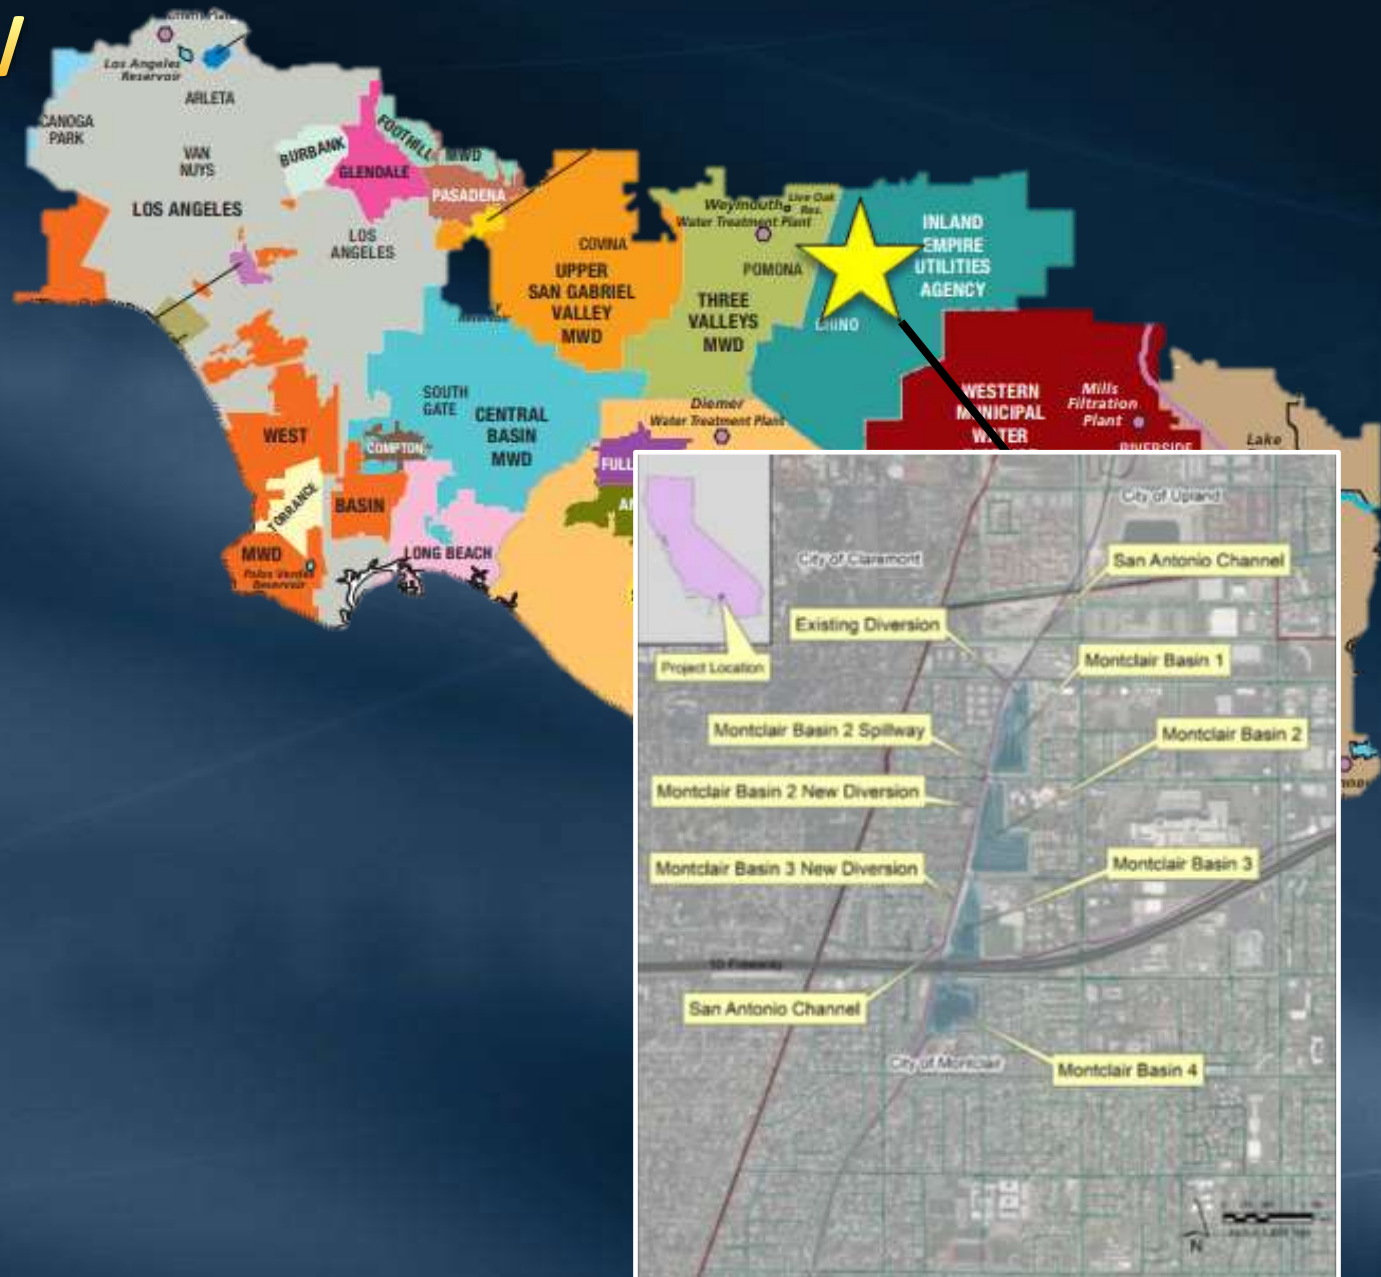 Los Angeles
Reservoir
ARLETA
CANOGA
PARK
VAN
NUYS
BURBANK
GLENDALE
FOOTHILL
MWD
PASADENA
LOS ANGELES
LOS
ANGELES
COVINA
UPPER
SAN GABRIEL
VALLEY
MWD
Weymouth
Water Treatment Plant
Live Oak
Res.
POMONA
THREE
VALLEYS
MWD
INLAND
EMPIRE
UTILITIES
AGENCY
CHINO
SOUTH
GATE
CENTRAL
BASIN
MWD
Diemer
Water Treatment Plant
WESTERN
MUNICIPAL
WATER
Mills
Filtration
Plant
RIVERSIDE
Lake
WEST
COMPTON
TORRANCE
BASIN
MWD
Palos Verdes
Reservoir
LONG BEACH
FULL
AN
City of Upland
City of Claremont
San Antonio Channel
Existing Diversion
Project Location
Montclair Basin 1
Montclair Basin 2 Spillway
Montclair Basin 2
Montclair Basin 2 New Diversion
Montclair Basin 3 New Diversion
Montclair Basin 3
10 Freeway
San Antonio Channel
City of Montclair
Montclair Basin 4
N